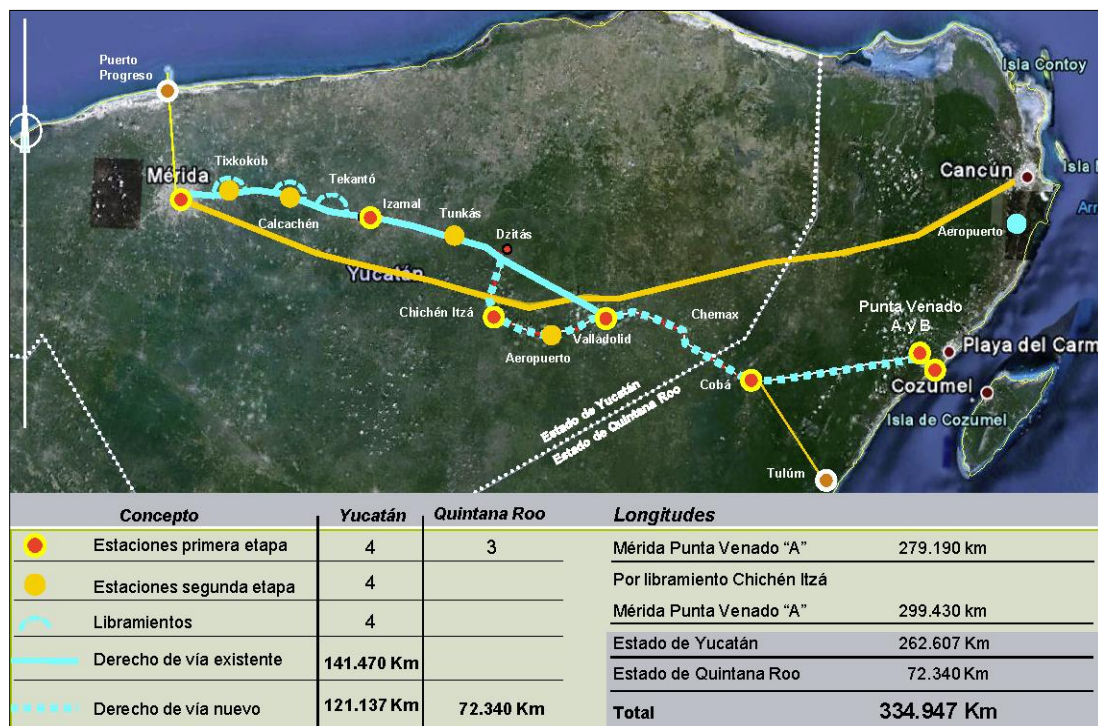 Puerto
Progreso
Isla Contoy
Tixkokob
Mérida
Tekantó
Cancún
Isla
Izamal
Calcachén
Tunkás
Dzitás
Aeropuerto
Yucatán
Chichén Itzá
Valladolid
Chemax
Punta Venado
A y B
Aeropuerto
Playa del Carm
Cobá
Cozumel
Estado de Yucatán
Estado de Quintana Roo
Isla de Cozumel
Tulúm
Concepto Yucatán Quintana Roo
Estaciones primera etapa 4 3
Estaciones segunda etapa 4
Libramientos 4
Derecho de vía existente 141.470 Km
Derecho de vía nuevo 121.137 Km 72.340 Km
Longitudes
Mérida Punta Venado “A” 279.190 km
Por libramiento Chichén Itzá
Mérida Punta Venado “A” 299.430 km
Estado de Yucatán 262.607 Km
Estado de Quintana Roo 72.340 Km
Total 334.947 Km